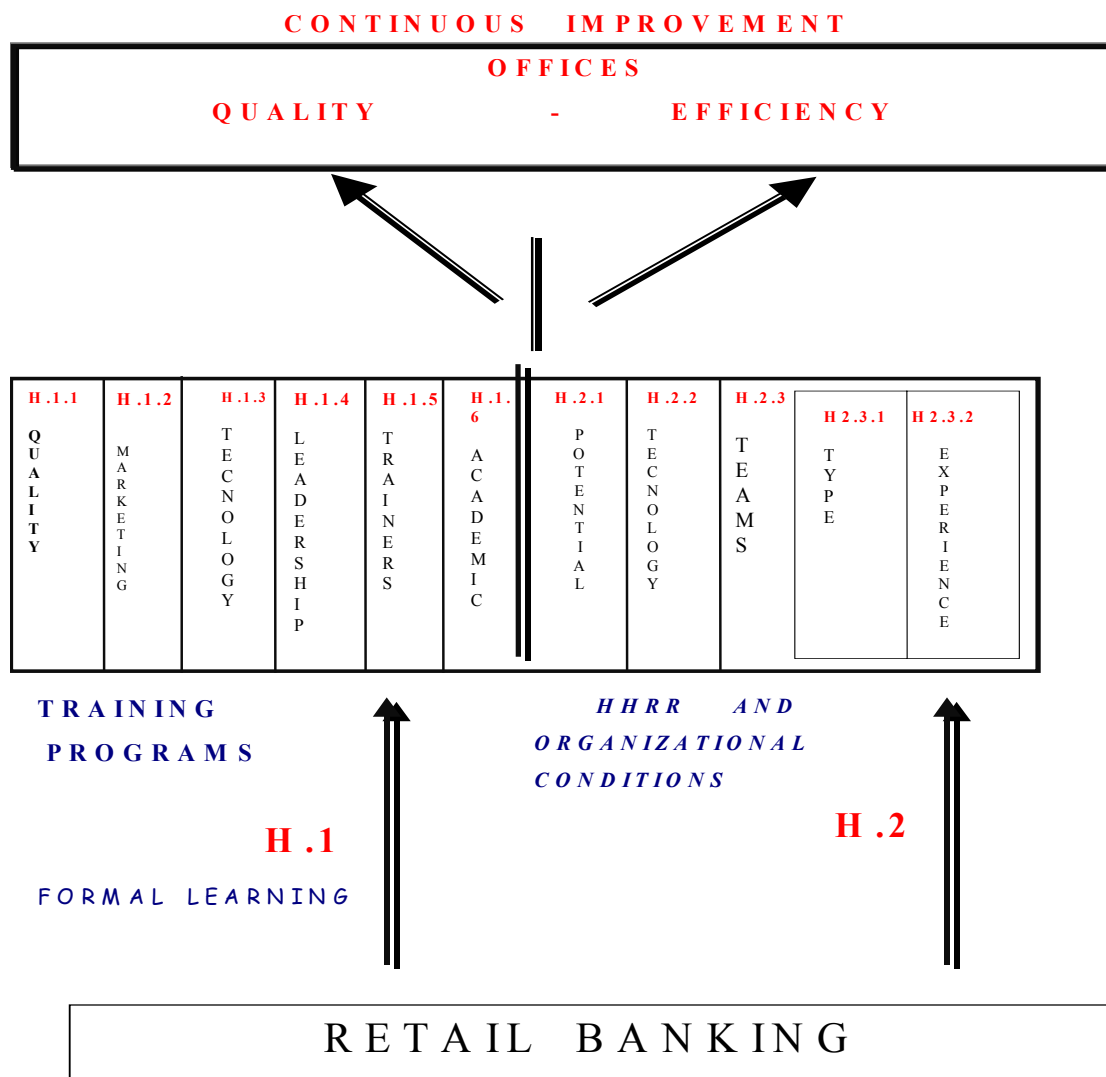 CONTINUOUS IMPROVEMENT
OFFICES
QUALITY - EFFICIENCY
H.1.1
QUALITY
H.1.2
MARKETING
H.1.3
TECNOLOGY
H.1.4
LEADERSHIP
H.1.5
TRAINERS
H.1.
6
ACADEMIC
H.2.1
POTENTIAL
H.2.2
TECNOLOGY
H.2.3
TEAMS
H2.3.1
TYPE
H2.3.2
EXPERIENCE
TRAINING
PROGRAMS
HHRR AND
ORGANIZATIONAL
CONDITIONS
H.1
H.2
FORMAL LEARNING
RETAIL BANKING